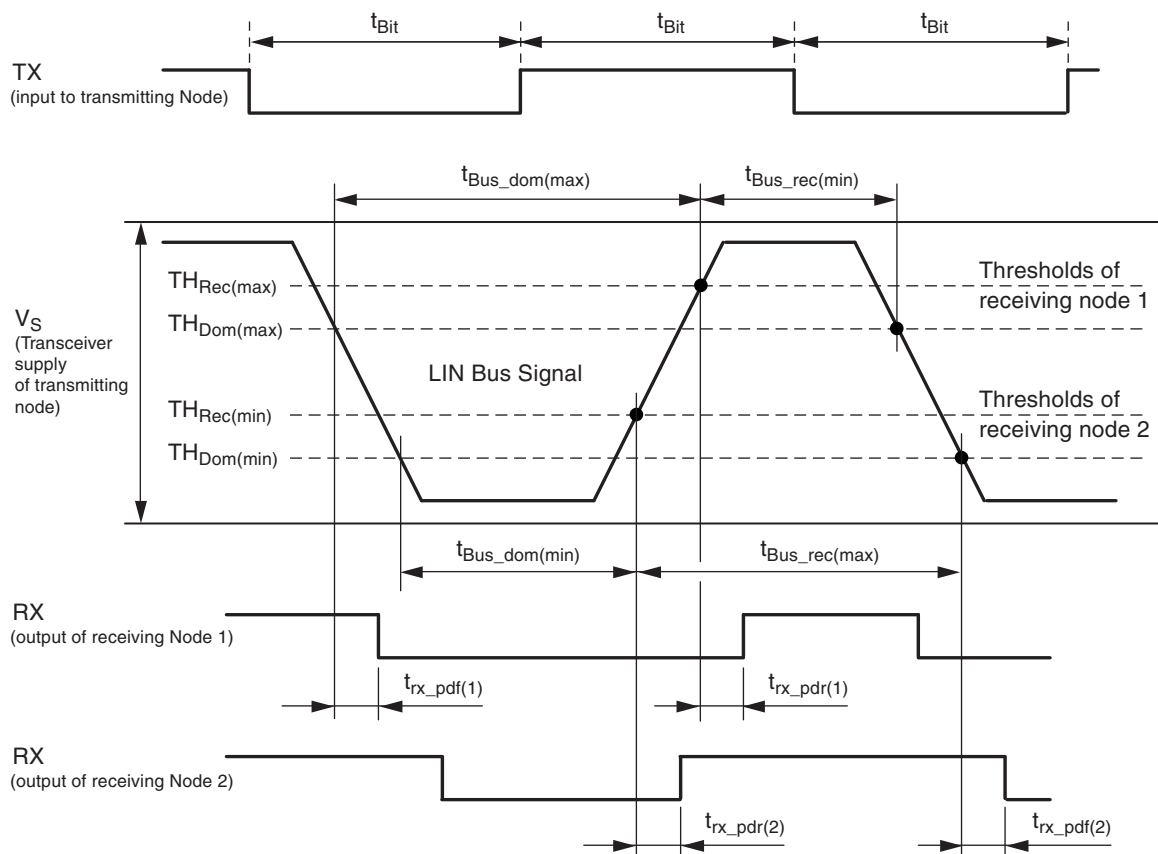 tBit tBit tBit
TX
(input to transmitting Node)
tBus_dom(max) tBus_rec(min)
THRec(max)
Thresholds of
receiving node 1
THDom(max)
VS
(Transceiver
supply
of transmitting
node)
LIN Bus Signal
THRec(min)
Thresholds of
receiving node 2
THDom(min)
tBus_dom(min) tBus_rec(max)
RX
(output of receiving Node 1)
trx_pdf(1) trx_pdr(1)
RX
(output of receiving Node 2)
trx_pdr(2) trx_pdf(2)